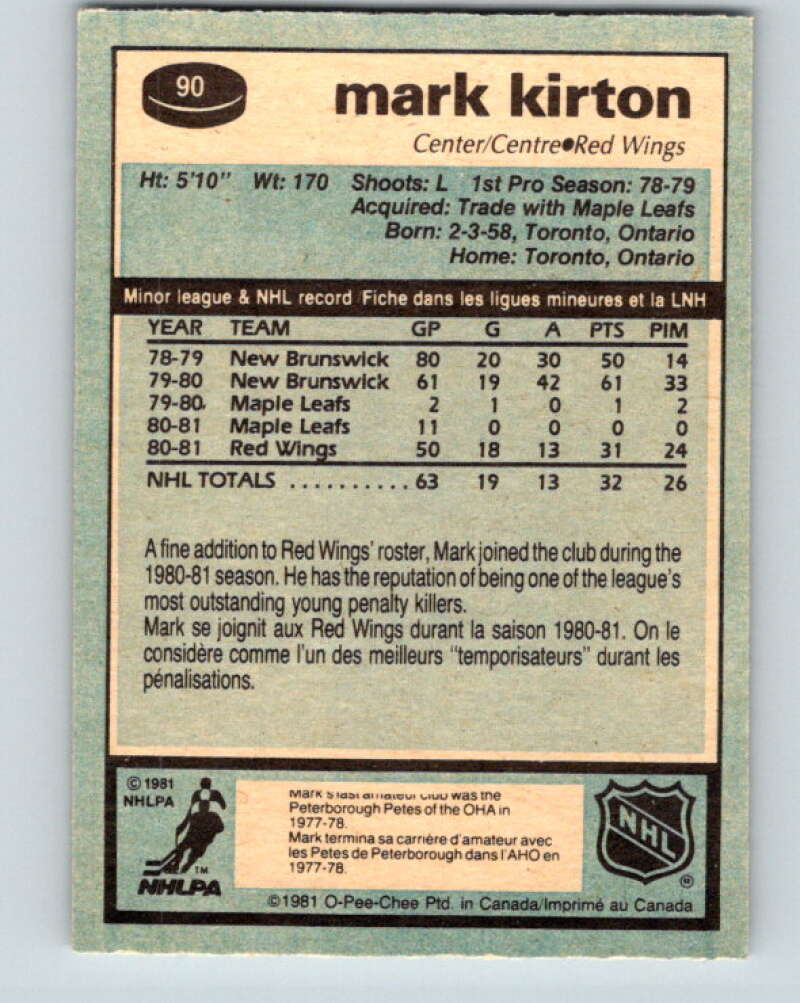 90
mark kirton
Center/Centre●Red Wings
Ht: 5'10" Wt: 170 Shoots: L 1st Pro Season: 78-79
Acquired: Trade with Maple Leafs
Born: 2-3-58, Toronto, Ontario
Home: Toronto, Ontario
Minor league & NHL record Fiche dans les ligues mineures et la LNH
YEAR TEAM GP G A PTS PIM
78-79 New Brunswick 80 20 30 50 14
79-80 New Brunswick 61 19 42 61 33
79-80 Maple Leafs 2 1 0 1 2
80-81 Maple Leafs 11 0 0 0 0
80-81 Red Wings 50 18 13 31 24
NHL TOTALS .......... 63 19 13 32 26
A fine addition to Red Wings' roster, Mark joined the club during the
1980-81 season. He has the reputation of being one of the league's
most outstanding young penalty killers.
Mark se joignit aux Red Wings durant la saison 1980-81. On le
considère comme l'un des meilleurs "temporisateurs" durant les
pénalisations.
© 1981
NHLPA
TM
NHLPA
Mark's last amateur club was the
Peterborough Petes of the OHA in
1977-78.
Mark termina sa carrière d'amateur avec
les Petes de Peterborough dans l'AHO en
1977-78.
NHL
©1981 O-Pee-Chee Ptd. in Canada/Imprimé au Canada